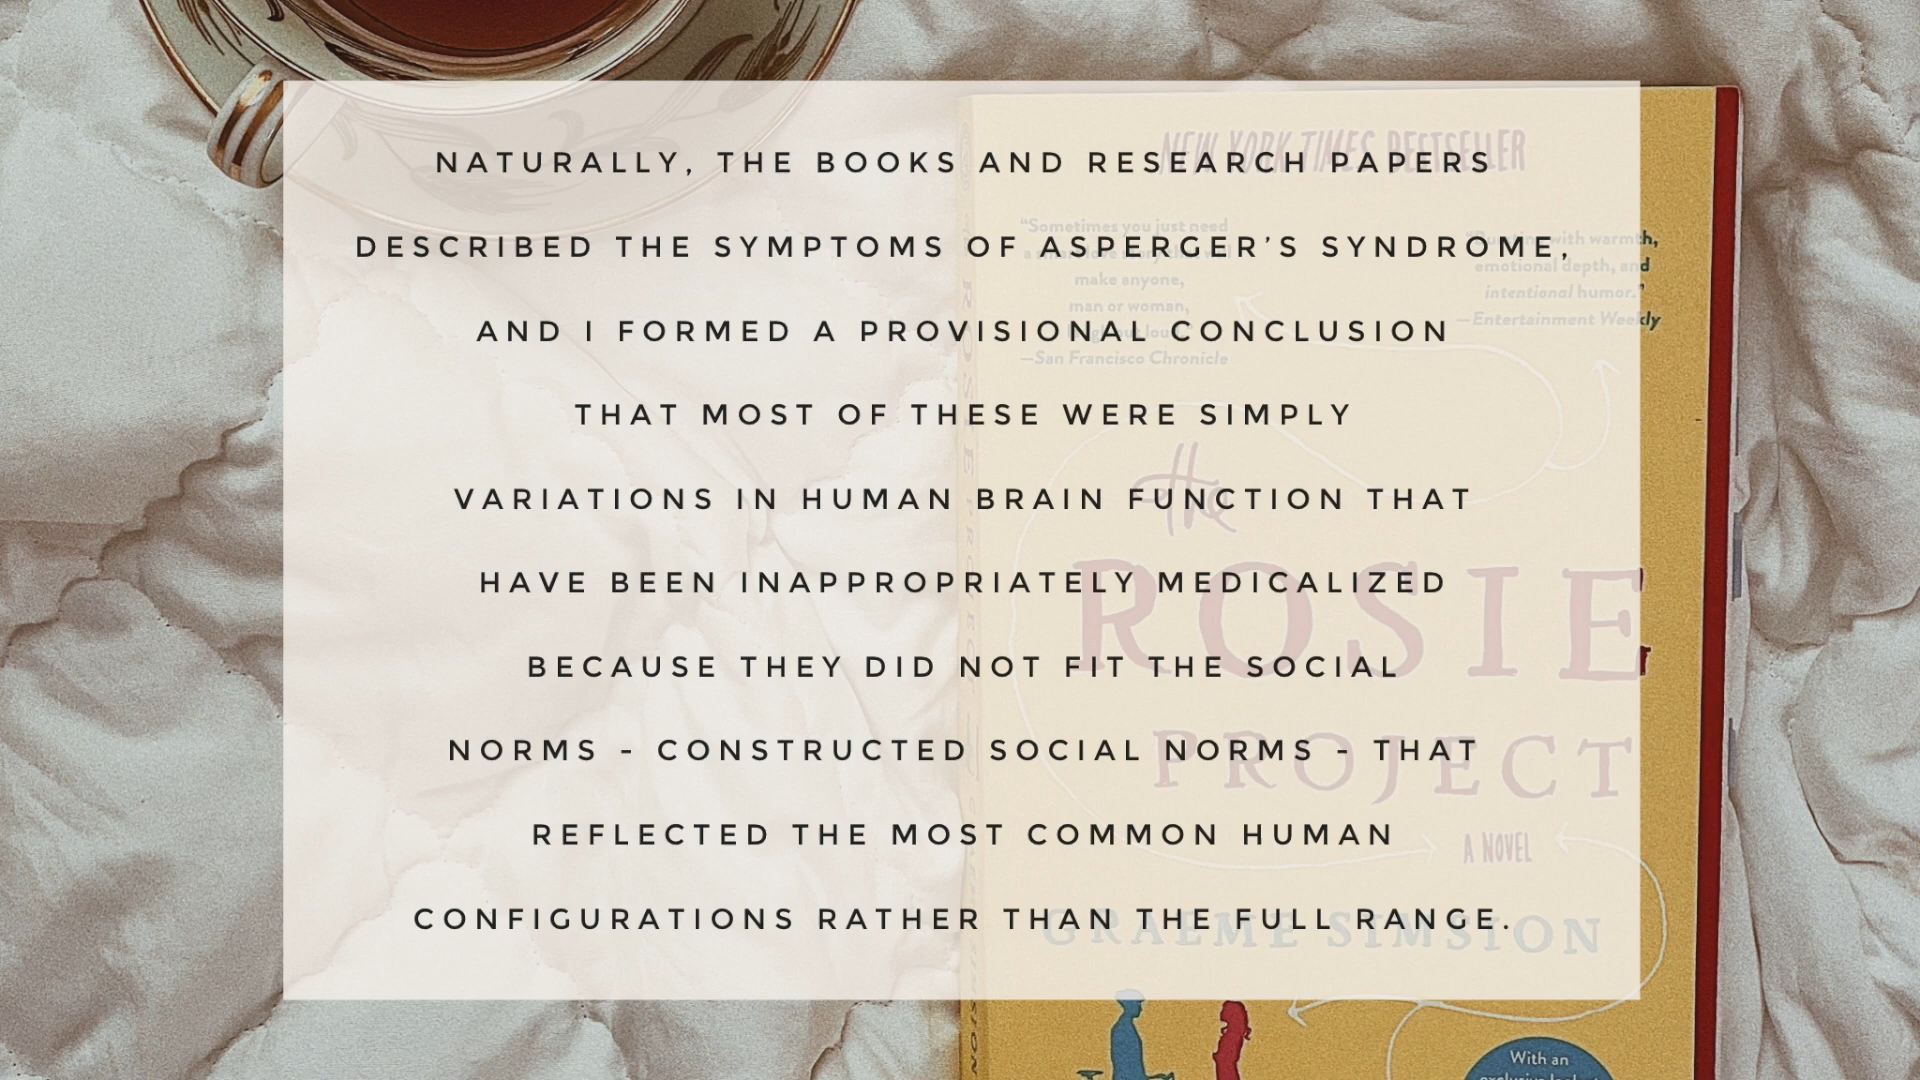 NATURALLY, THE BOOKS AND RESEARCH PAPERS
DESCRIBED THE SYMPTOMS OF ASPERGER'S SYNDROME,
AND I FORMED A PROVISIONAL CONCLUSION
THAT MOST OF THESE WERE SIMPLY
VARIATIONS IN HUMAN BRAIN FUNCTION THAT
HAVE BEEN INAPPROPRIATELY MEDICALIZED
BECAUSE THEY DID NOT FIT THE SOCIAL
NORMS - CONSTRUCTED SOCIAL NORMS - THAT
REFLECTED THE MOST COMMON HUMAN
CONFIGURATIONS RATHER THAN THE FULL RANGE.
NEW YORK TIMES BESTSELLER
"Sometimes you just need
make anyone,
man or woman,
—San Francisco Chronicle
with warmth,
emotional depth, and
intentional humor."
—Entertainment Weekly
the
ROSIE
PROJECT
A NOVEL
GRAEME SIMSION
With an